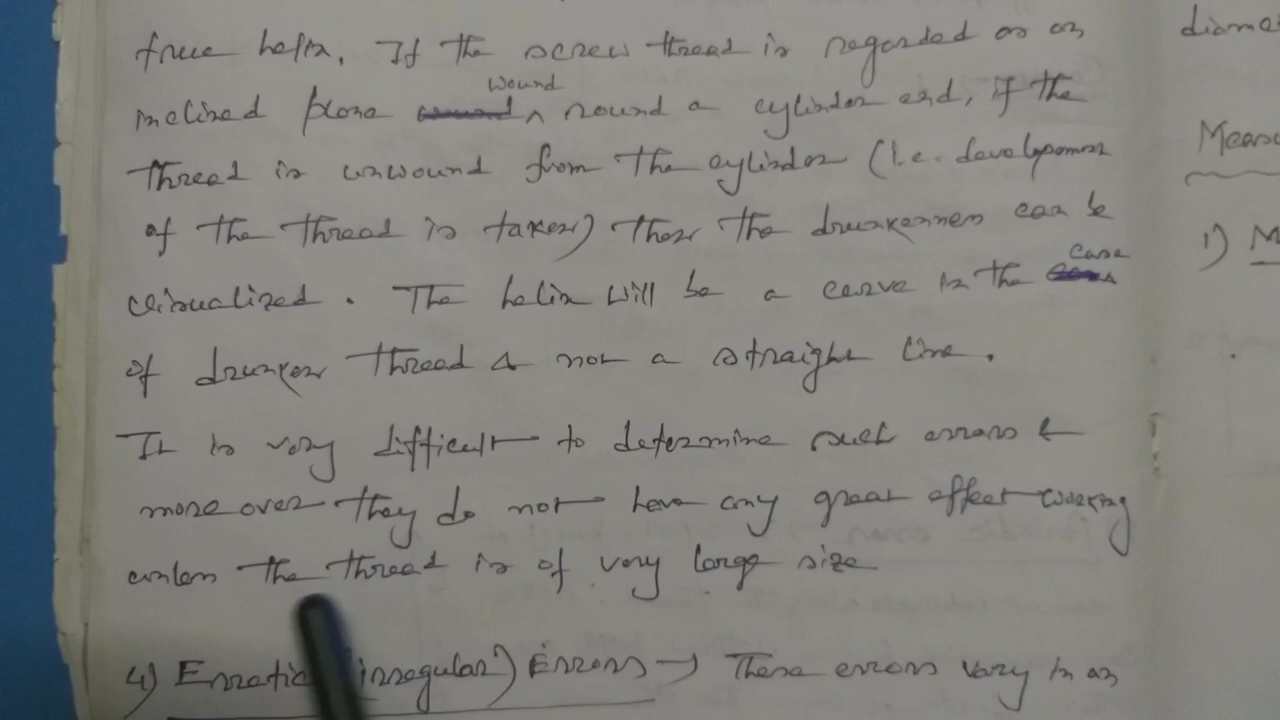 true helix. If the screw thread is regarded as an
inclined plane wound round a cylinder and, if the
thread is unwound from the cylinder (i.e. development
of the thread is taken) then the drunkenness can be
visualized. The helix will be a curve in the case
of drunken thread & not a straight line.
It is very difficult to determine such errors &
more over they do not have any great effect working
unless the thread is of very large size
4) Erratic (irregular) Errors → These errors vary in an
diame
Measu
1) M